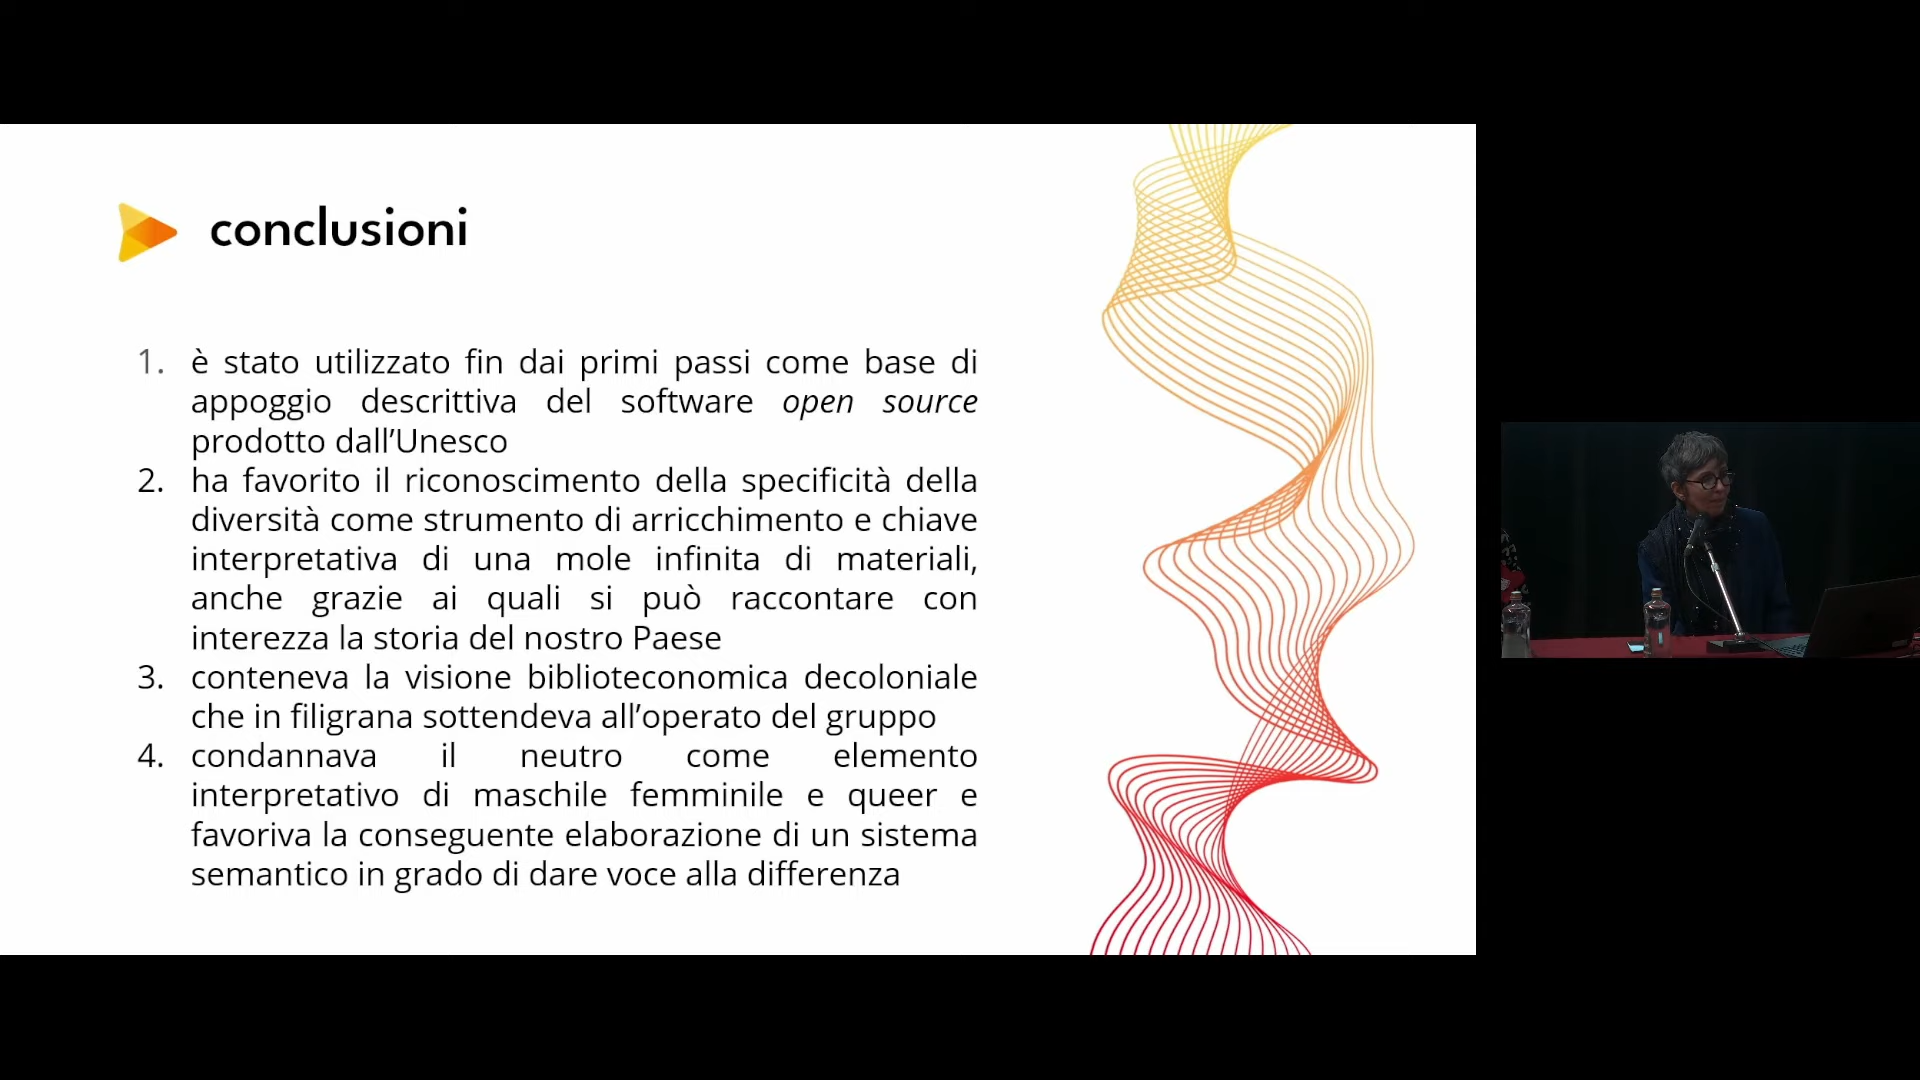 conclusioni
1. è stato utilizzato fin dai primi passi come base di
appoggio descrittiva del software open source
prodotto dall’Unesco
2. ha favorito il riconoscimento della specificità della
diversità come strumento di arricchimento e chiave
interpretativa di una mole infinita di materiali,
anche grazie ai quali si può raccontare con
interezza la storia del nostro Paese
3. conteneva la visione biblioteconomica decoloniale
che in filigrana sottendeva all’operato del gruppo
4. condannava il neutro come elemento
interpretativo di maschile femminile e queer e
favoriva la conseguente elaborazione di un sistema
semantico in grado di dare voce alla differenza